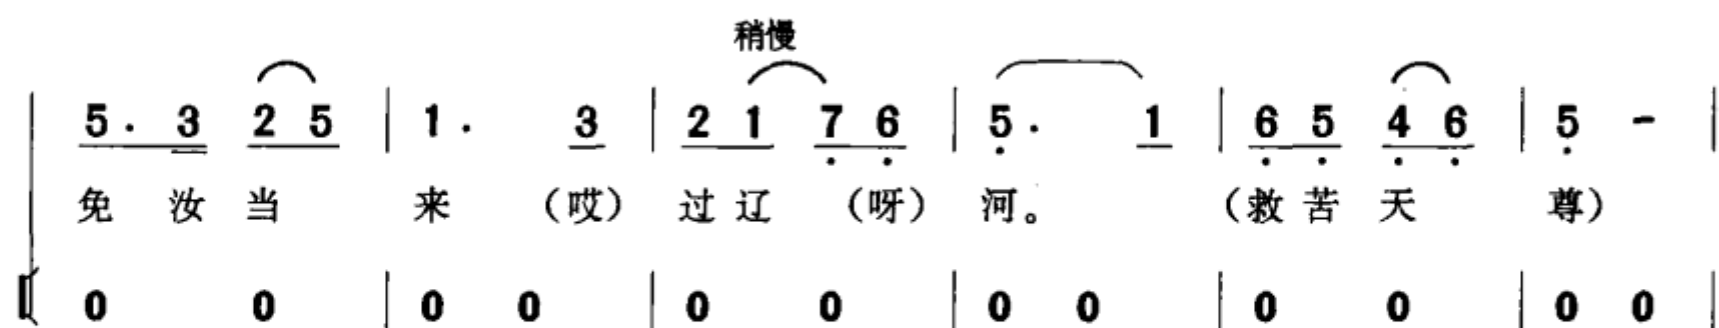 稍慢
5 · 3 2 5 | 1 · 3 | 2 1 7 6 | 5 · 1 | 6 5 4 6 | 5 - |
免 汝 当 来 (哎) 过 辽 (呀) 河。 (救 苦 天 尊)
0 0 | 0 0 | 0 0 | 0 0 | 0 0 | 0 0 |